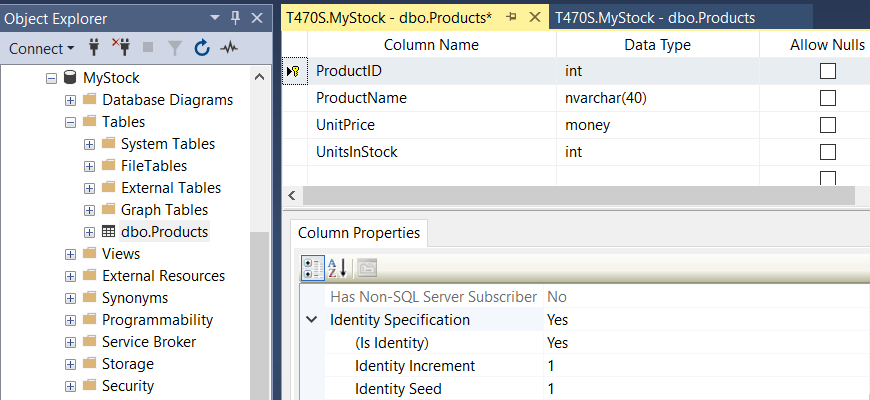 Object Explorer
Connect
MyStock
Database Diagrams
Tables
System Tables
FileTables
External Tables
Graph Tables
dbo.Products
Views
External Resources
Synonyms
Programmability
Service Broker
Storage
Security
T470S.MyStock - dbo.Products*
T470S.MyStock - dbo.Products
Column Name Data Type Allow Nulls
ProductID int
ProductName nvarchar(40)
UnitPrice money
UnitsInStock int
Column Properties
A
Z
Has Non-SQL Server Subscriber No
Identity Specification Yes
(Is Identity) Yes
Identity Increment 1
Identity Seed 1